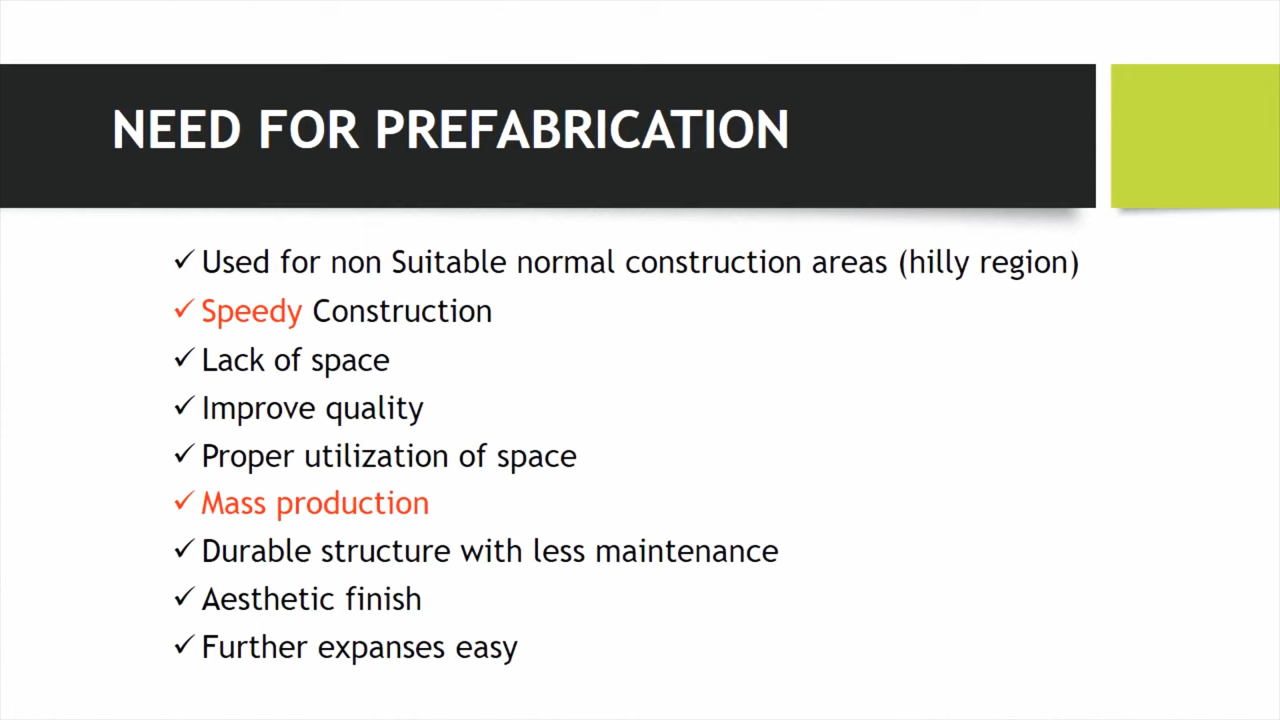 NEED FOR PREFABRICATION
✓ Used for non Suitable normal construction areas (hilly region)
✓ Speedy Construction
✓ Lack of space
✓ Improve quality
✓ Proper utilization of space
✓ Mass production
✓ Durable structure with less maintenance
✓ Aesthetic finish
✓ Further expanses easy